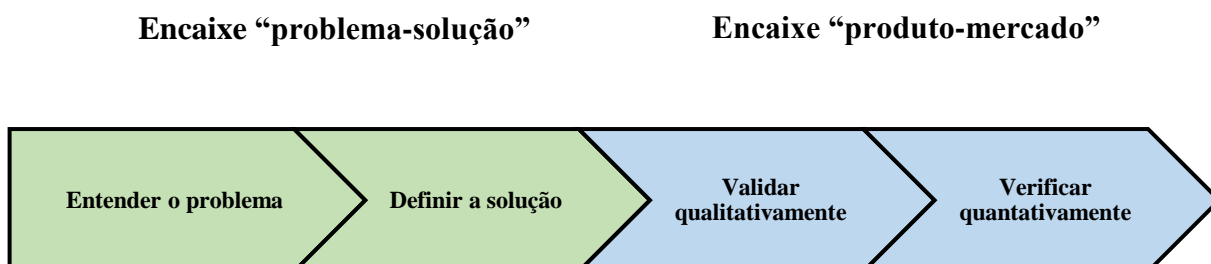 Encaixe “problema-solução”
Encaixe “produto-mercado”
Entender o problema
Definir a solução
Validar
qualitativamente
Verificar
quantativamente